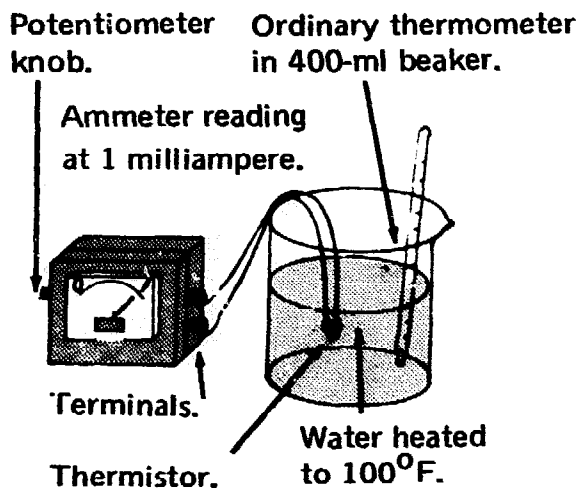 Potentiometer
knob.
Ordinary thermometer
in 400-ml beaker.
Ammeter reading
at 1 milliampere.
Terminals.
Thermistor.
Water heated
to 100°F.